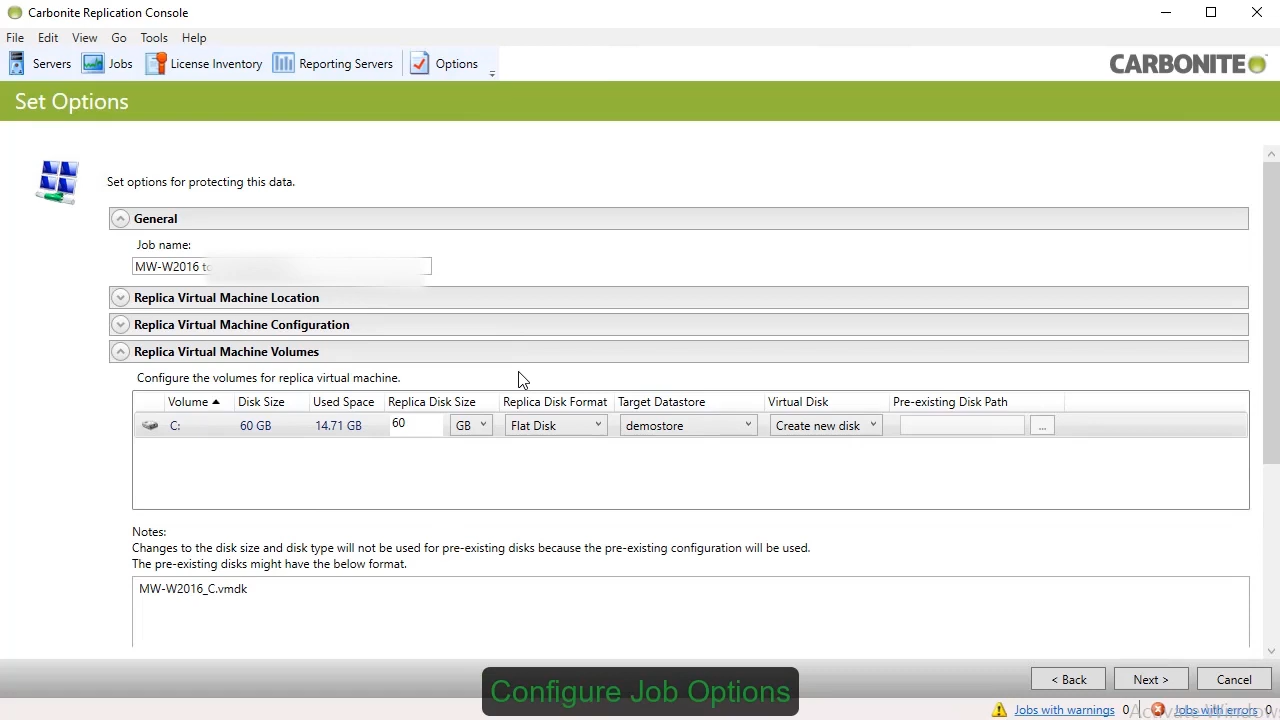 Carbonite Replication Console
File Edit View Go Tools Help
Servers Jobs License Inventory Reporting Servers Options
CARBONITE
Set Options
Set options for protecting this data.
General
Job name:
MW-W2016 to
Replica Virtual Machine Location
Replica Virtual Machine Configuration
Replica Virtual Machine Volumes
Configure the volumes for replica virtual machine.
Volume Disk Size Used Space Replica Disk Size Replica Disk Format Target Datastore Virtual Disk Pre-existing Disk Path
C: 60 GB 14.71 GB 60 GB Flat Disk demostore Create new disk ...
Notes:
Changes to the disk size and disk type will not be used for pre-existing disks because the pre-existing configuration will be used.
The pre-existing disks might have the below format.
MW-W2016_C.vmdk
< Back Next > Cancel
Configure Job Options
Jobs with warnings 0 Jobs with errors 0
Activate Windows